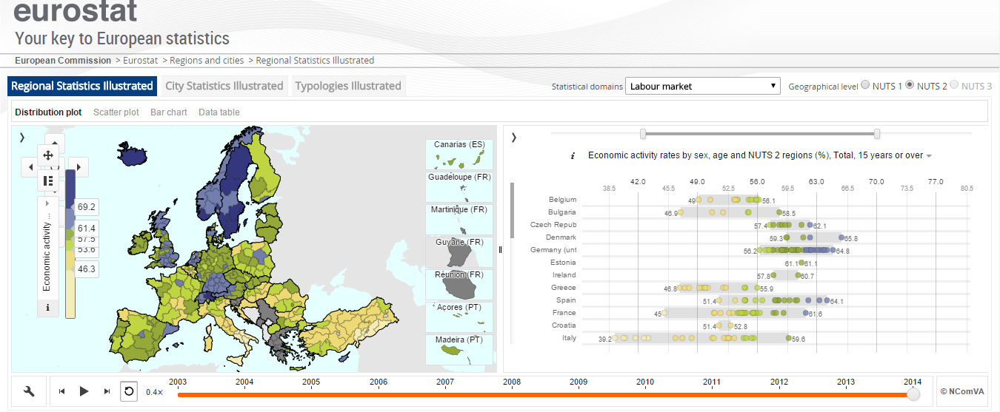 eurostat
Your key to European statistics
European Commission > Eurostat > Regions and cities > Regional Statistics Illustrated
Regional Statistics Illustrated City Statistics Illustrated Typologies Illustrated
Statistical domains Labour market Geographical level NUTS 1 NUTS 2 NUTS 3
Distribution plot Scatter plot Bar chart Data table
69.2
61.4
57.5
53.6
46.3
Economic activity ...
i
Canarias (ES)
Guadeloupe (FR)
Martinique (FR)
Guyane (FR)
Réunion (FR)
Açores (PT)
Madeira (PT)
i Economic activity rates by sex, age and NUTS 2 regions (%), Total, 15 years or over
42.0 49.0 56.0 63.0 70.0 77.0
38.5 45.5 52.5 59.5 66.5 73.5 80.5
Belgium 49 56.1
Bulgaria 46.9 58.5
Czech Repub 57.4 62.1
Denmark 59.3 65.8
Germany (unt 56.2 64.8
Estonia 61.1 61.1
Ireland 57.8 60.7
Greece 46.8 55.9
Spain 51.4 64.1
France 45 61.6
Croatia 51.4 52.8
Italy 39.2 59.6
0.4×
2003 2004 2005 2006 2007 2008 2009 2010 2011 2012 2013 2014
© NComVA